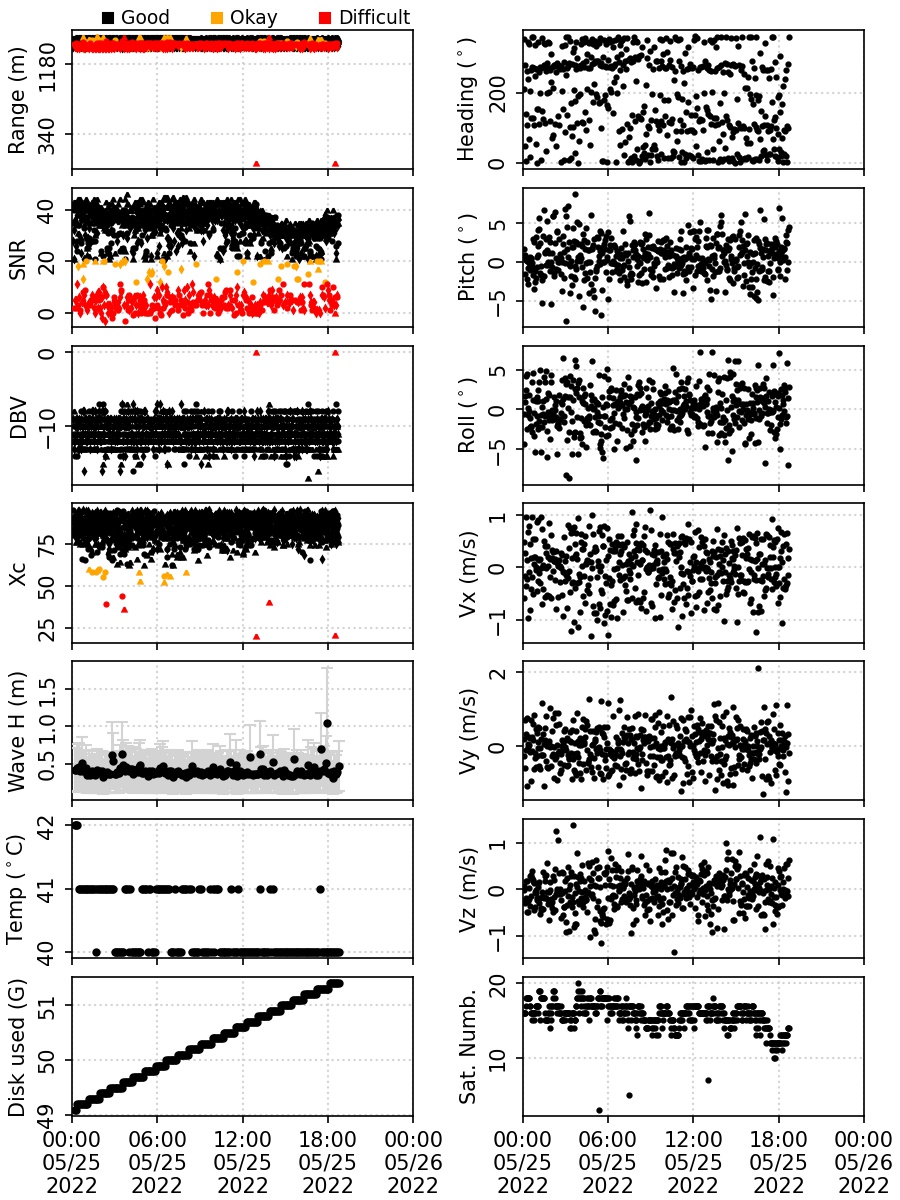 Good Okay Difficult
Range (m)
1180
340
Heading (°)
200
0
SNR
40
20
0
Pitch (°)
5
0
−5
DBV
0
−10
Roll (°)
5
0
−5
Xc
75
50
25
Vx (m/s)
1
0
−1
Wave H (m)
1.5
1.0
0.5
Vy (m/s)
2
0
Temp (°C)
42
41
40
Vz (m/s)
1
0
−1
Disk used (G)
51
50
49
Sat. Numb.
20
10
00:00 06:00 12:00 18:00 00:00
05/25 05/25 05/25 05/25 05/26
2022 2022 2022 2022 2022
00:00 06:00 12:00 18:00 00:00
05/25 05/25 05/25 05/25 05/26
2022 2022 2022 2022 2022